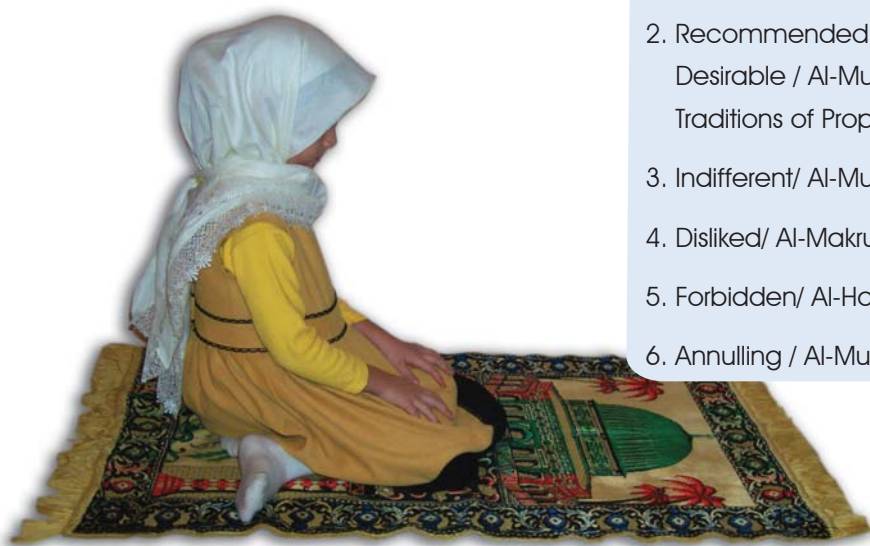 2. Recommended
Desirable / Al-Mu
Traditions of Prop
3. Indifferent/ Al-Mu
4. Disliked/ Al-Makru
5. Forbidden/ Al-Ha
6. Annulling / Al-Mu